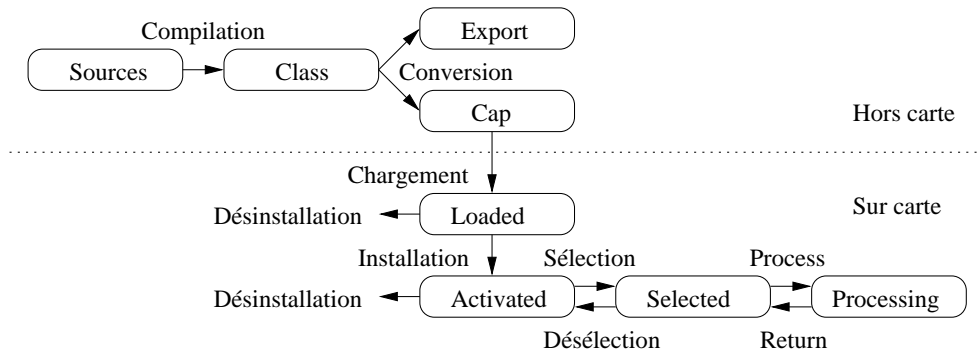 Export
Compilation
Sources
Class
Conversion
Cap
Hors carte
Chargement
Désinstallation
Loaded
Sur carte
Installation
Sélection
Process
Désinstallation
Activated
Selected
Processing
Désélection
Return